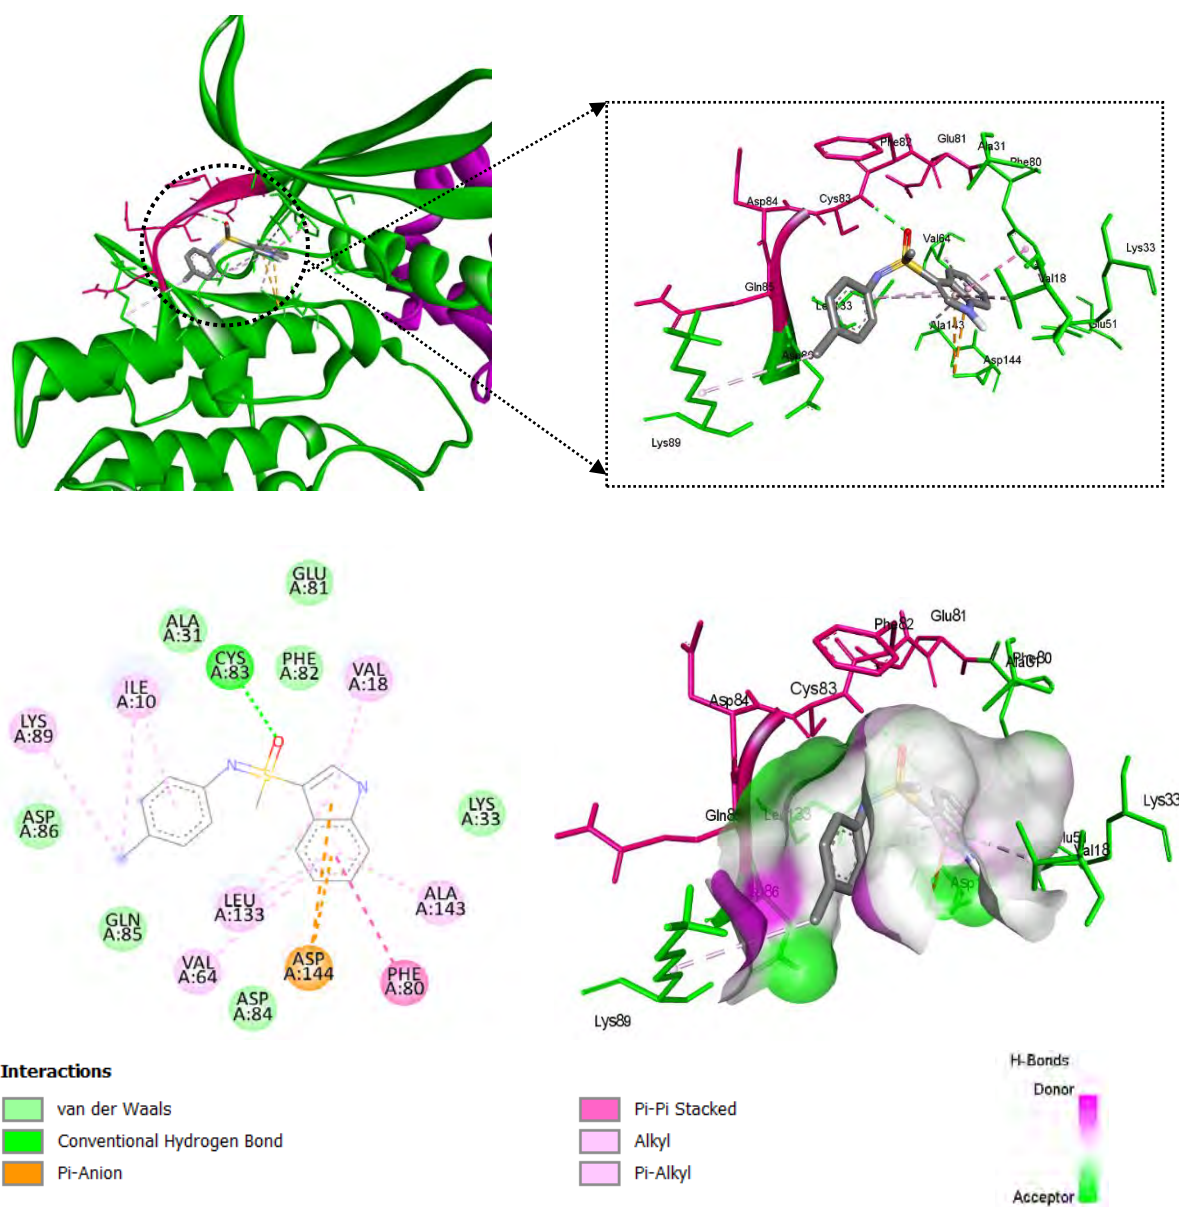 Phe82
Glu81
Ala31
Phe80
Asp84
Cys83
Val64
Lys33
Gln85
Val18
Ala143
Glu51
Asp144
Lys89
GLU
A:81
ALA
A:31
CYS
A:83
PHE
A:82
VAL
A:18
ILE
A:10
LYS
A:89
O
N
S
N
ASP
A:86
LYS
A:33
LEU
A:133
ALA
A:143
GLN
A:85
VAL
A:64
ASP
A:144
PHE
A:80
ASP
A:84
Phe82
Glu81
Phe80
Asp84
Cys83
Lys33
Leu133
Val18
Asp
Lys89
Interactions
van der Waals
Conventional Hydrogen Bond
Pi-Anion
Pi-Pi Stacked
Alkyl
Pi-Alkyl
H-Bonds
Donor
Acceptor